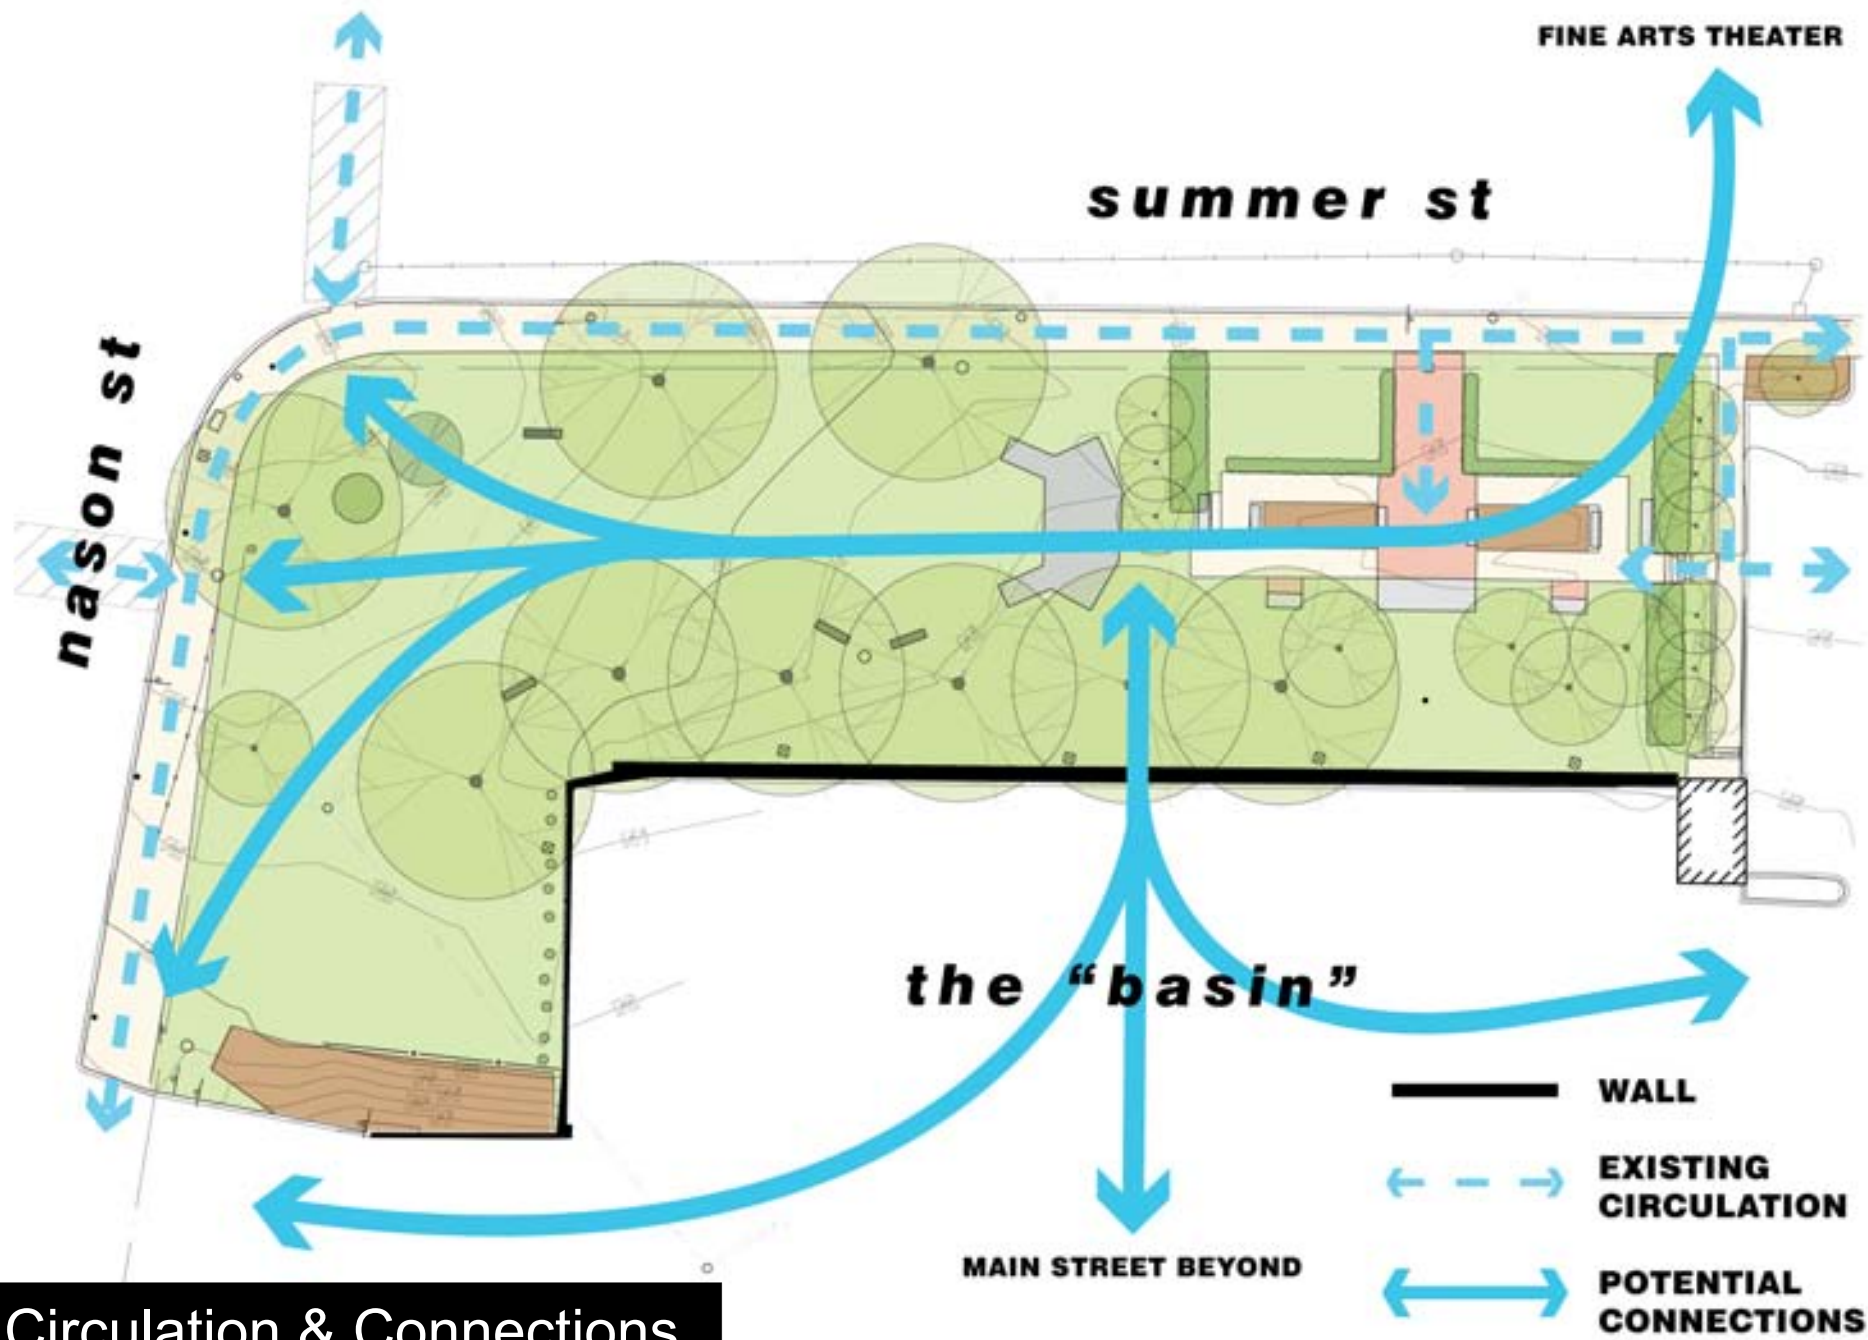 FINE ARTS THEATER
summer st
nason st
the “basin”
WALL
EXISTING
CIRCULATION
MAIN STREET BEYOND
POTENTIAL
CONNECTIONS
Circulation & Connections